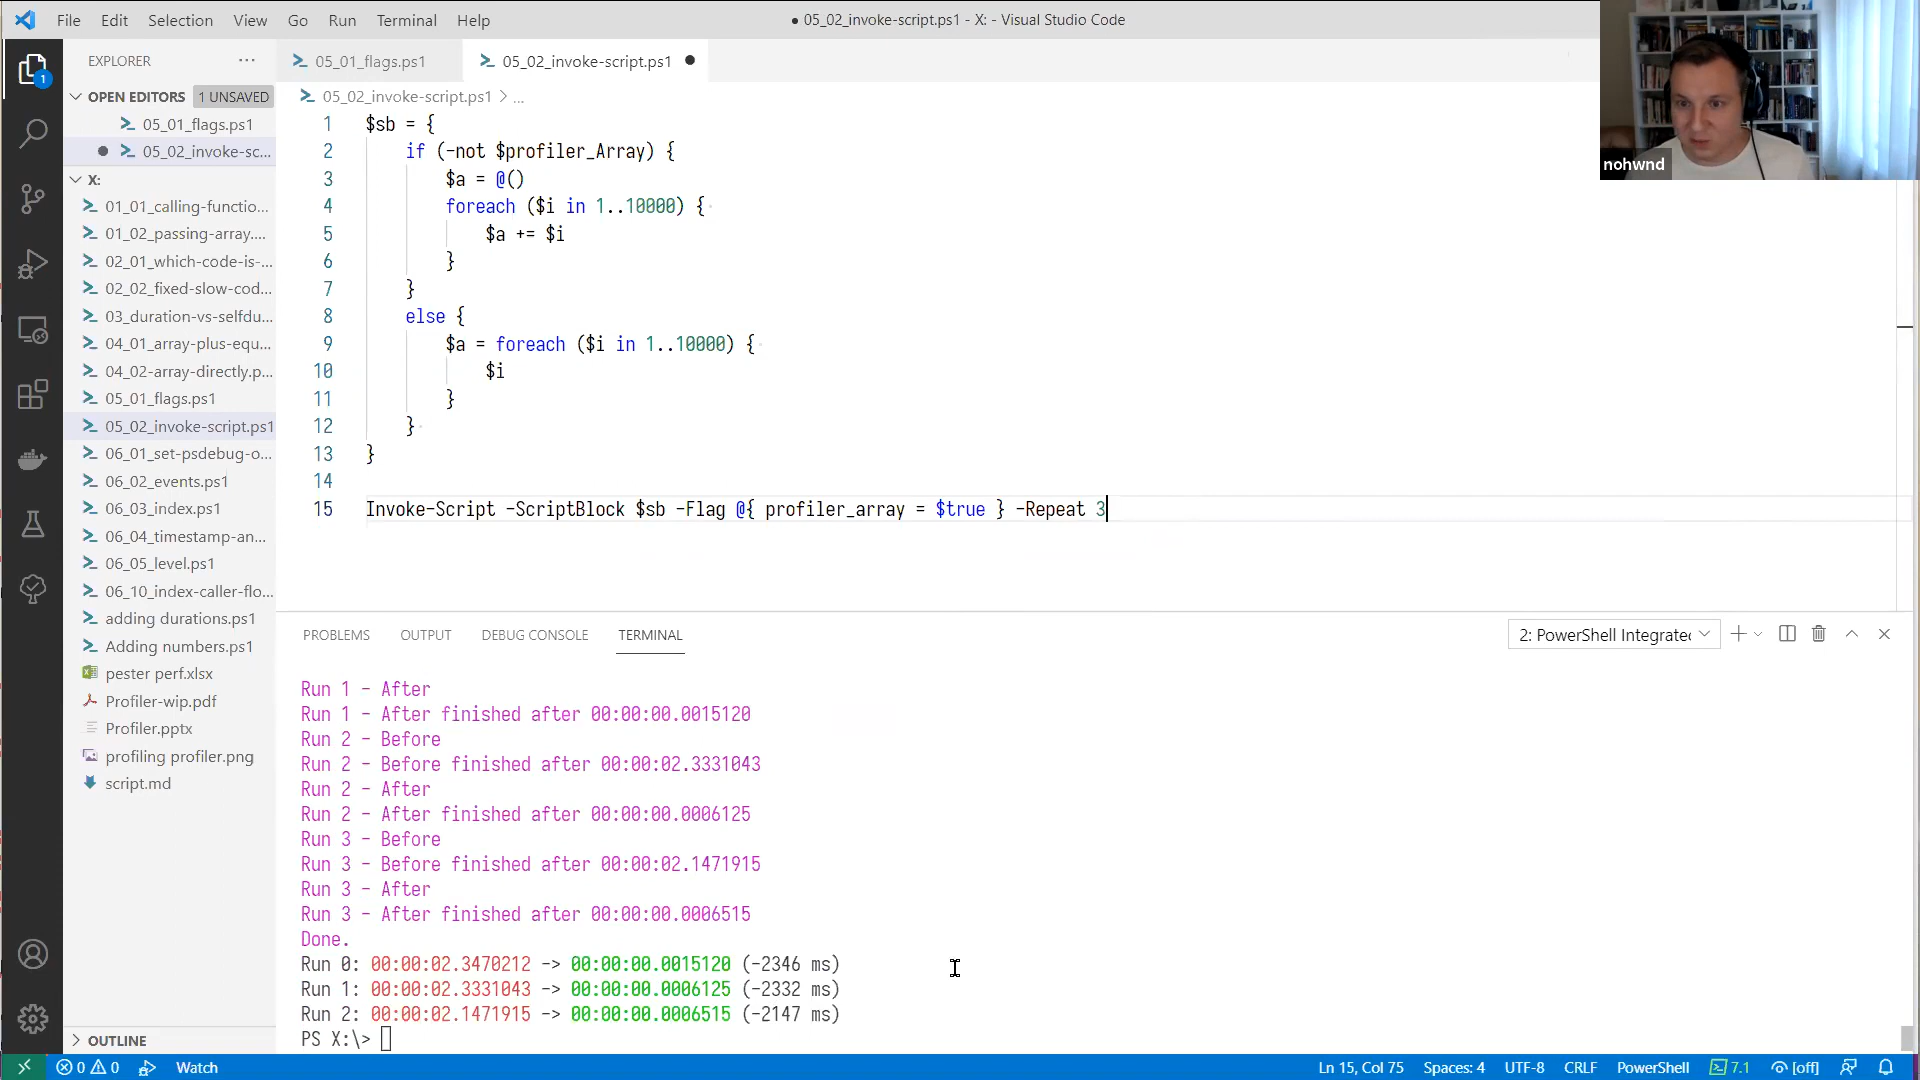 File Edit Selection View Go Run Terminal Help
● 05_02_invoke-script.ps1 - X: - Visual Studio Code
EXPLORER ···
05_01_flags.ps1
05_02_invoke-script.ps1 ●
OPEN EDITORS 1 UNSAVED
05_01_flags.ps1
● 05_02_invoke-sc...
X:
01_01_calling-functio...
01_02_passing-array....
02_01_which-code-is-...
02_02_fixed-slow-cod...
03_duration-vs-selfdu...
04_01_array-plus-equ...
04_02-array-directly.p...
05_01_flags.ps1
05_02_invoke-script.ps1
06_01_set-psdebug-o...
06_02_events.ps1
06_03_index.ps1
06_04_timestamp-an...
06_05_level.ps1
06_10_index-caller-flo...
adding durations.ps1
Adding numbers.ps1
pester perf.xlsx
Profiler-wip.pdf
Profiler.pptx
profiling profiler.png
script.md
OUTLINE
1
05_02_invoke-script.ps1 > ...
1 $sb = {
2 if (-not $profiler_Array) {
3 $a = @()
4 foreach ($i in 1..10000) {
5 $a += $i
6 }
7 }
8 else {
9 $a = foreach ($i in 1..10000) {
10 $i
11 }
12 }
13 }
14
15 Invoke-Script -ScriptBlock $sb -Flag @{ profiler_array = $true } -Repeat 3
nohwnd
PROBLEMS OUTPUT DEBUG CONSOLE TERMINAL
2: PowerShell Integrated
Run 1 - After
Run 1 - After finished after 00:00:00.0015120
Run 2 - Before
Run 2 - Before finished after 00:00:02.3331043
Run 2 - After
Run 2 - After finished after 00:00:00.0006125
Run 3 - Before
Run 3 - Before finished after 00:00:02.1471915
Run 3 - After
Run 3 - After finished after 00:00:00.0006515
Done.
Run 0: 00:00:02.3470212 -> 00:00:00.0015120 (-2346 ms)
Run 1: 00:00:02.3331043 -> 00:00:00.0006125 (-2332 ms)
Run 2: 00:00:02.1471915 -> 00:00:00.0006515 (-2147 ms)
PS X:\>
0 0 Watch
Ln 15, Col 75 Spaces: 4 UTF-8 CRLF PowerShell 7.1 [off]